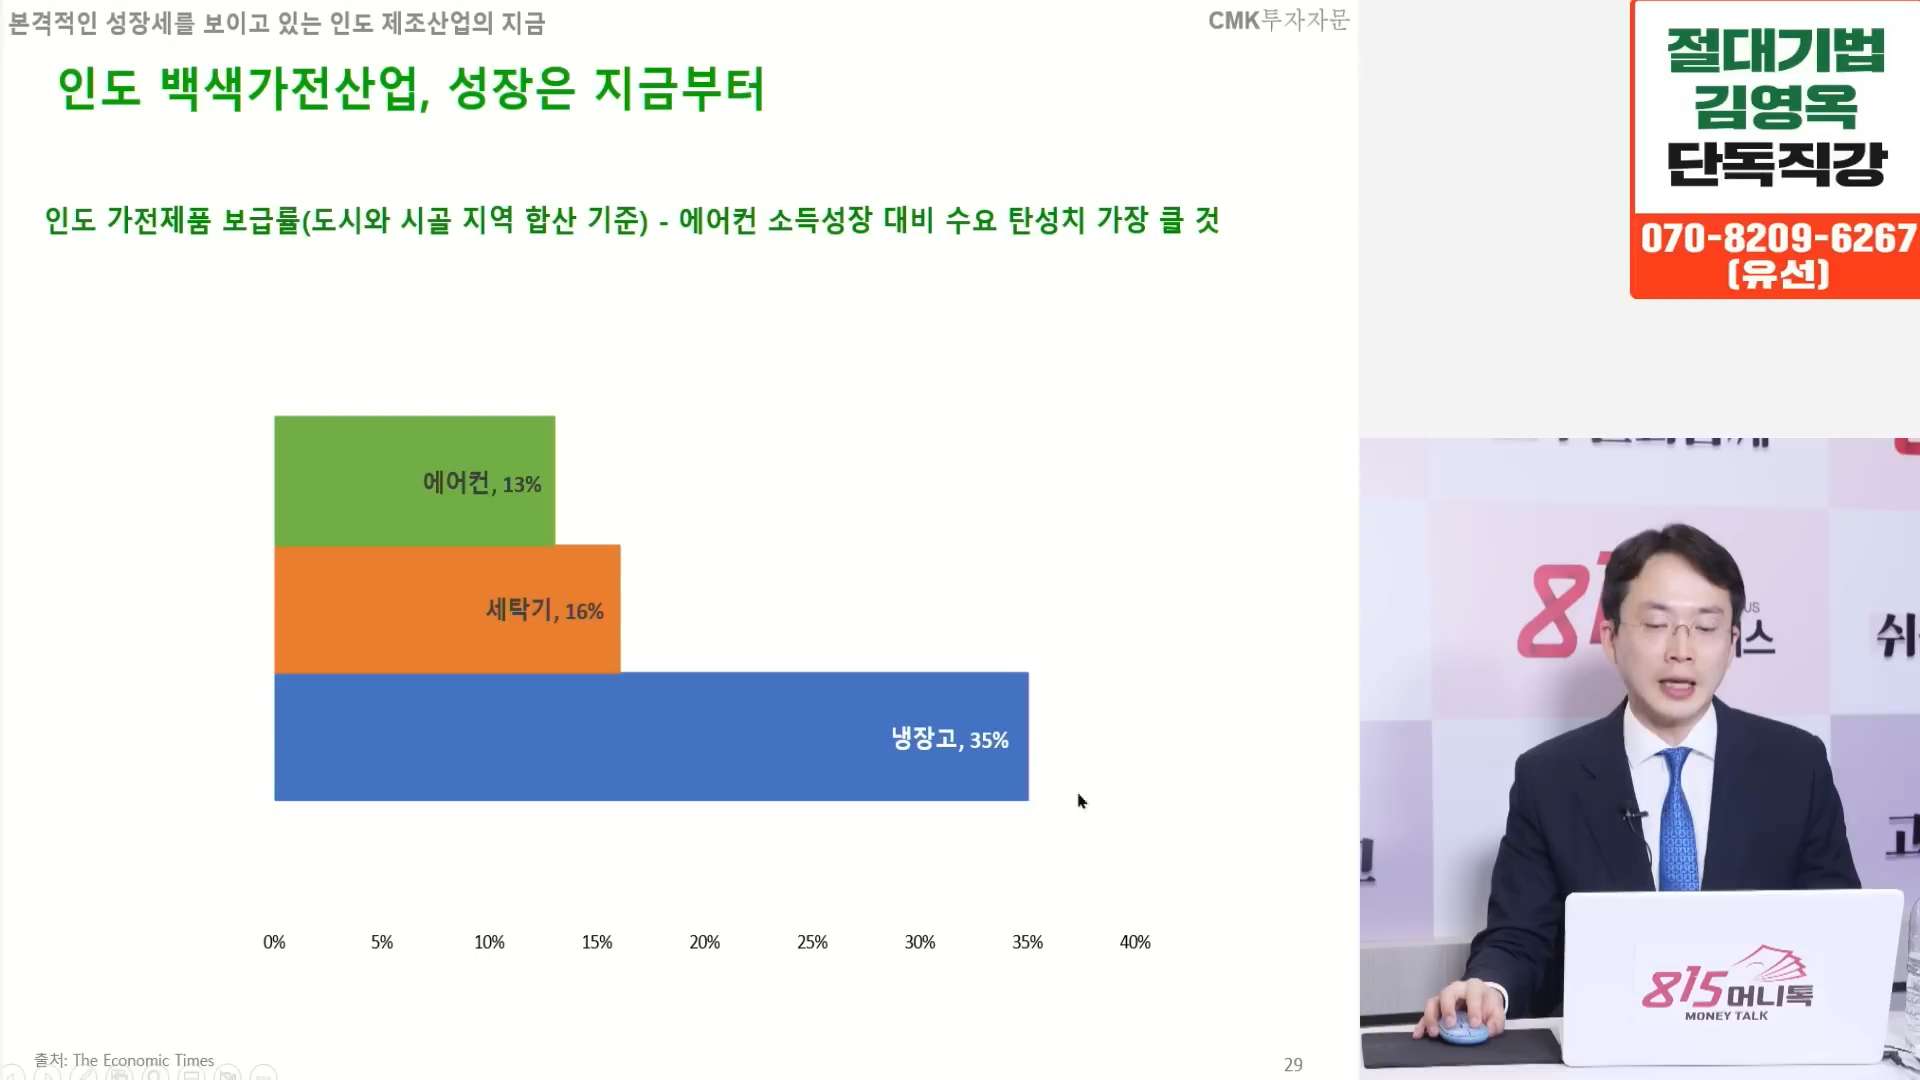 본격적인 성장세를 보이고 있는 인도 제조산업의 지금
CMK투자자문
인도 백색가전산업, 성장은 지금부터
인도 가전제품 보급률(도시와 시골 지역 합산 기준) - 에어컨 소득성장 대비 수요 탄성치 가장 클 것
에어컨, 13%
세탁기, 16%
냉장고, 35%
0% 5% 10% 15% 20% 25% 30% 35% 40%
출처: The Economic Times
29
절대기법
김영옥
단독직강
070-8209-6267
(유선)
815머니톡
MONEY TALK